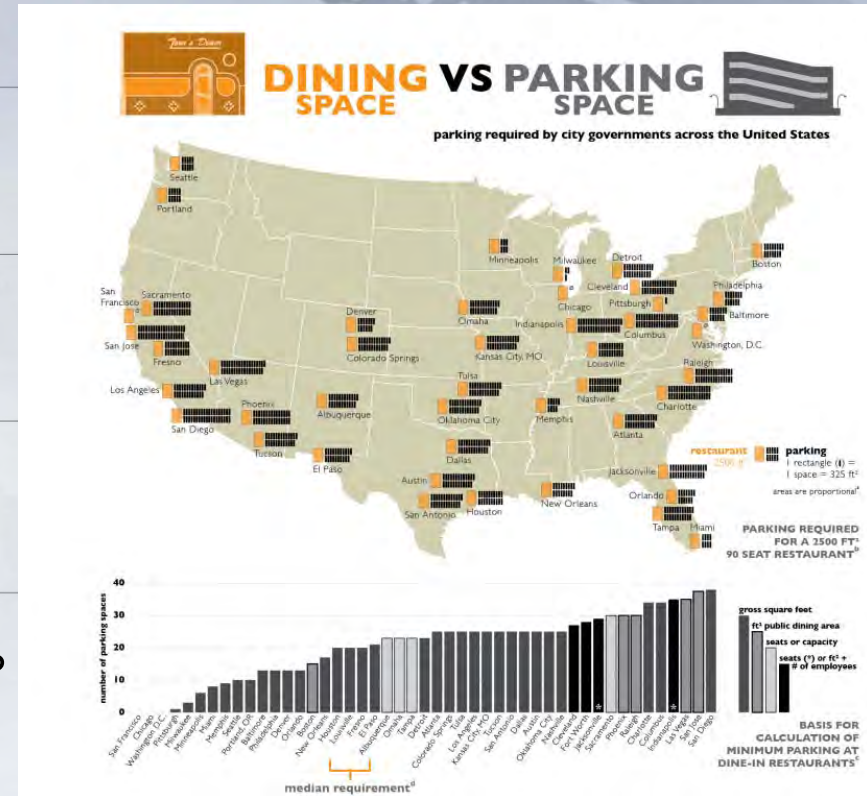 Tom's Diner
DINING VS PARKING
SPACE SPACE
parking required by city governments across the United States
Seattle
Portland
Minneapolis
Milwaukee
Detroit
Boston
Cleveland
Philadelphia
Pittsburgh
Chicago
Baltimore
San
Francisco
Sacramento
Denver
Omaha
Indianapolis
Columbus
Washington, D.C.
San Jose
Colorado Springs
Kansas City, MO
Fresno
Louisville
Raleigh
Las Vegas
Tulsa
Nashville
Los Angeles
Phoenix
Albuquerque
Oklahoma City
Memphis
Charlotte
San Diego
Atlanta
Tucson
Dallas
El Paso
restaurant
2500 ft²
parking
1 rectangle (▮) =
1 space = 325 ft²
Jacksonville
areas are proportionalᵃ
Austin
San Antonio
Houston
New Orleans
Orlando
Tampa
Miami
PARKING REQUIRED
FOR A 2500 FT²
90 SEAT RESTAURANTᵇ
number of parking spaces
40
30
20
10
0
gross square feet
ft² public dining area
seats or capacity
seats (*) or ft² +
# of employees
*
*
San Francisco
Chicago
Washington D.C.
Pittsburgh
Milwaukee
Minneapolis
Miami
Memphis
Seattle
Portland, OR
Baltimore
Philadelphia
Denver
Orlando
Boston
New Orleans
Houston
Louisville
Fresno
El Paso
Albuquerque
Omaha
Tampa
Detroit
Atlanta
Colorado Springs
Tulsa
Los Angeles
Kansas City, MO
Tucson
San Antonio
Dallas
Austin
Oklahoma City
Nashville
Cleveland
Fort Worth
Jacksonville
Sacramento
Phoenix
Raleigh
Charlotte
Columbus
Indianapolis
Las Vegas
San Jose
San Diego
BASIS FOR
CALCULATION OF
MINIMUM PARKING AT
DINE-IN RESTAURANTSᶜ
median requirement